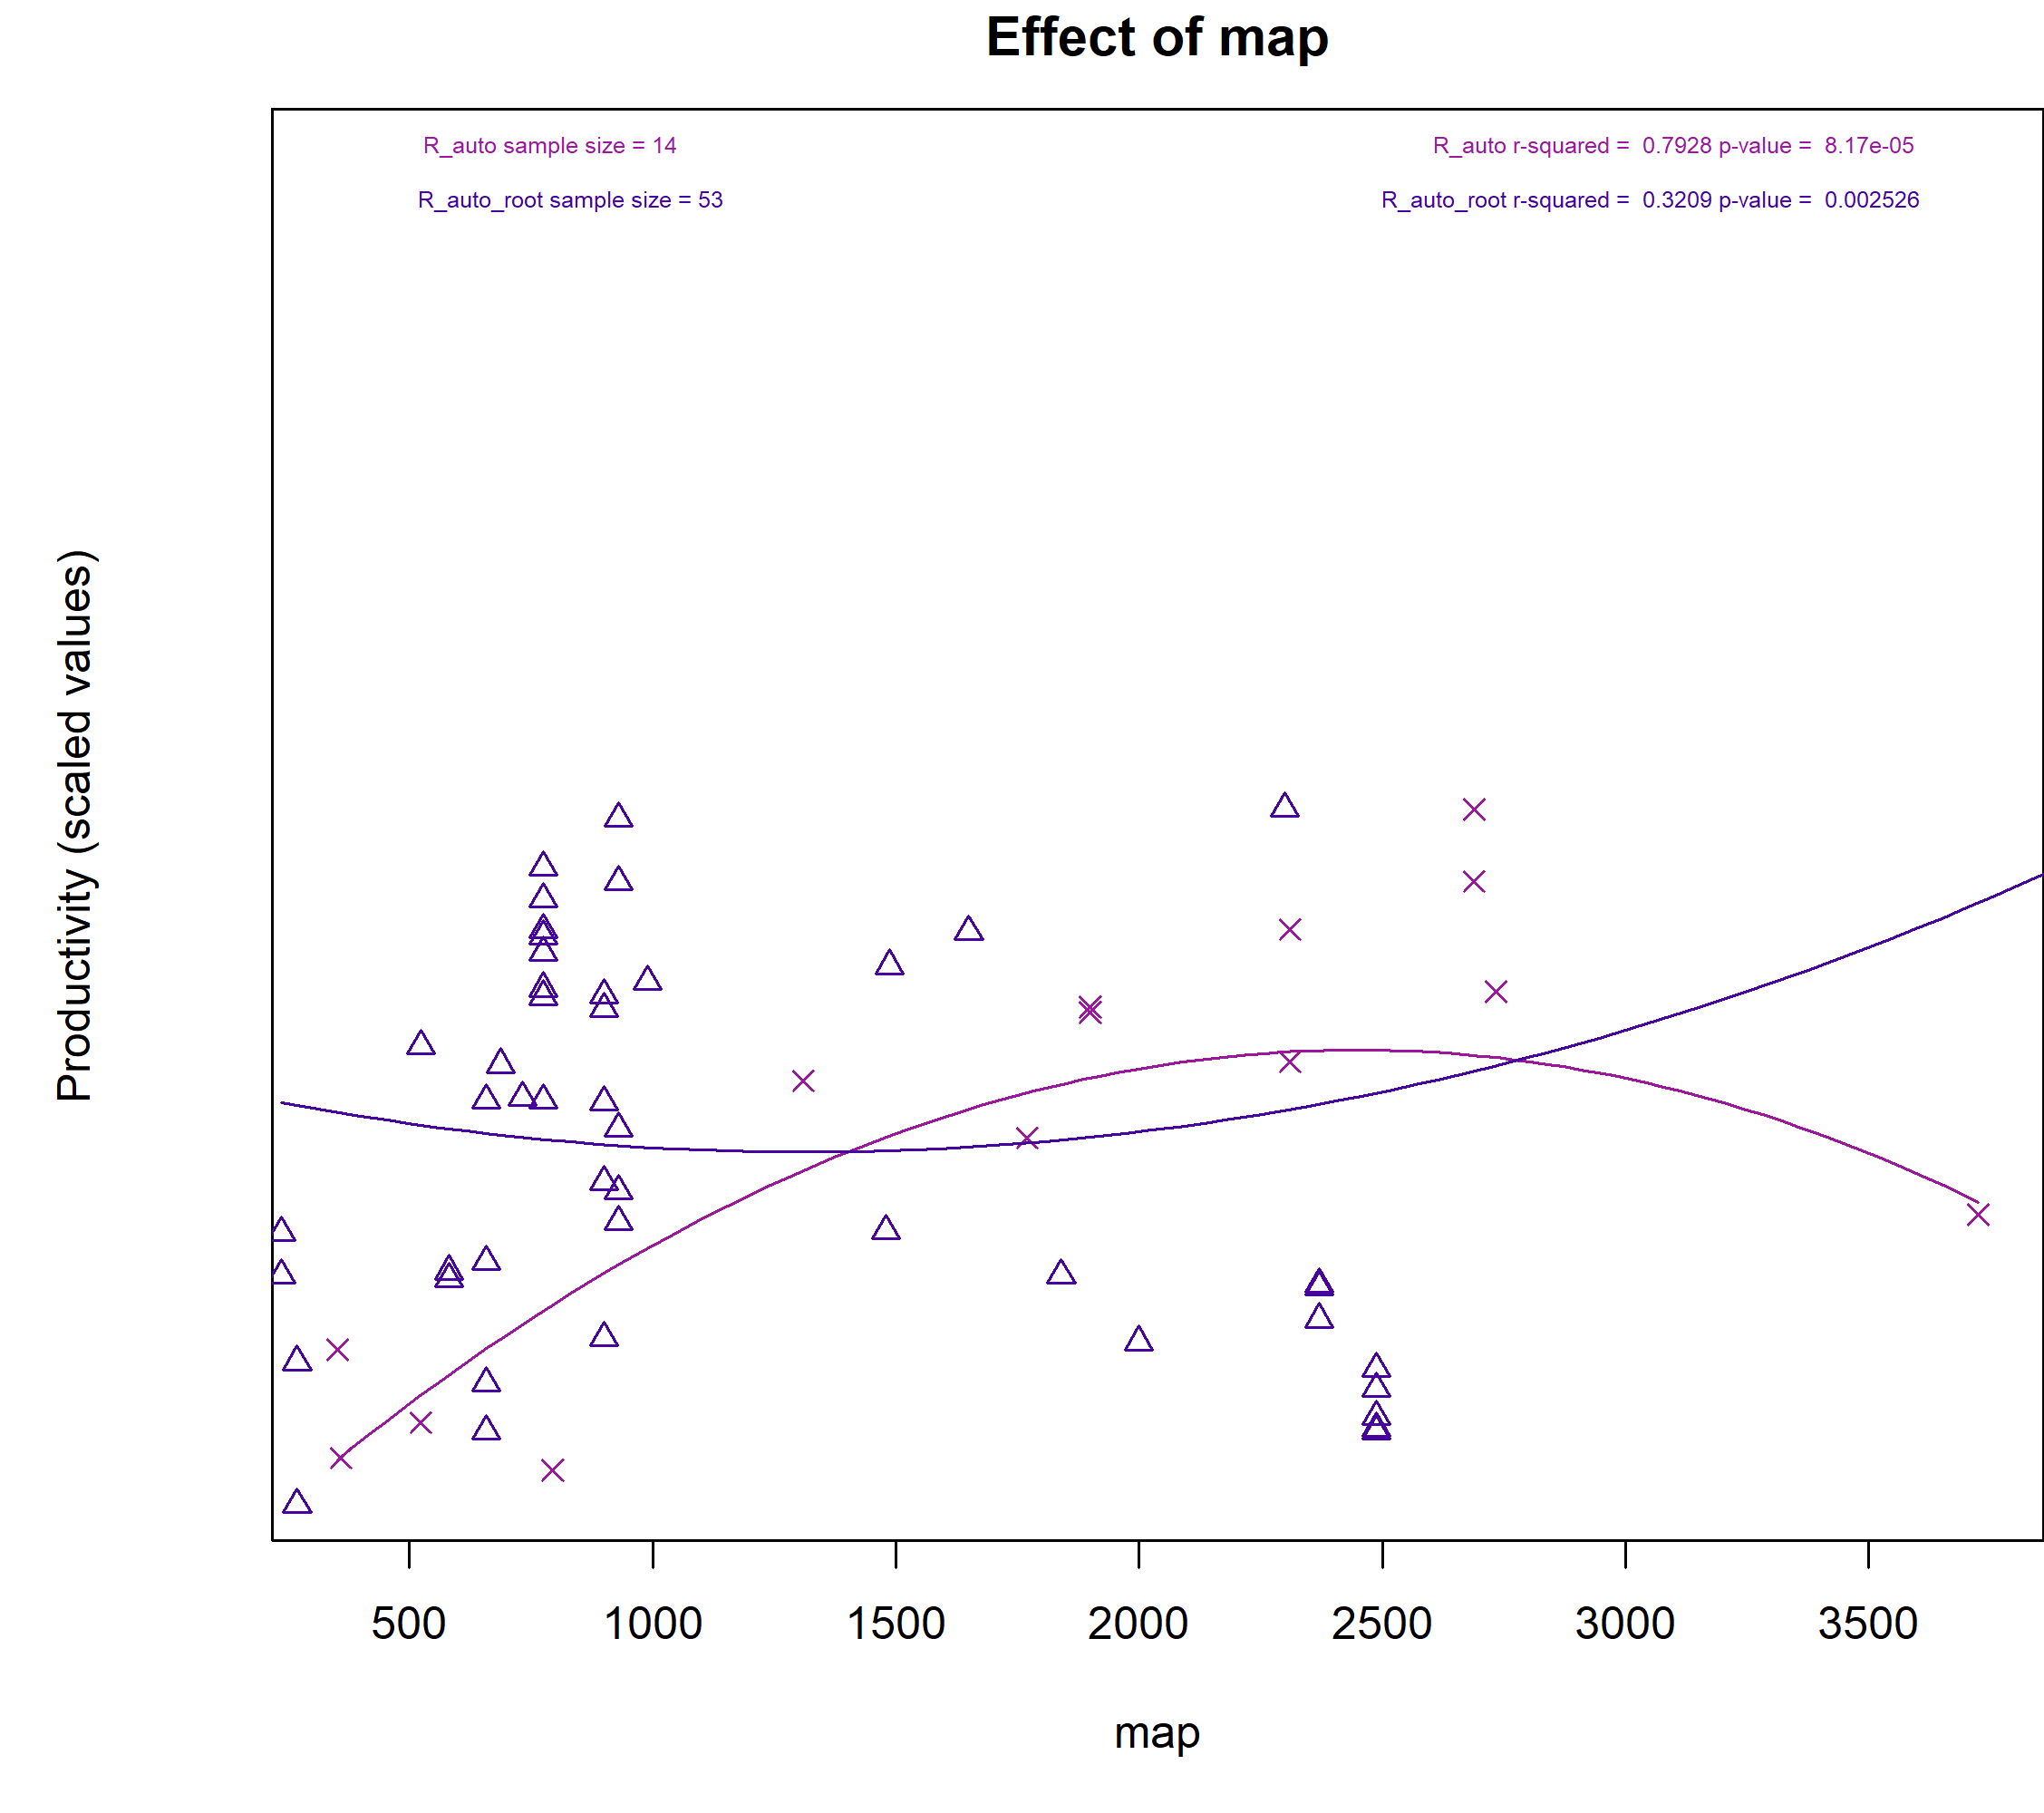 Effect of map
R_auto sample size = 14
R_auto r-squared = 0.7928 p-value = 8.17e-05
R_auto_root sample size = 53
R_auto_root r-squared = 0.3209 p-value = 0.002526
Productivity (scaled values)
500 1000 1500 2000 2500 3000 3500
map